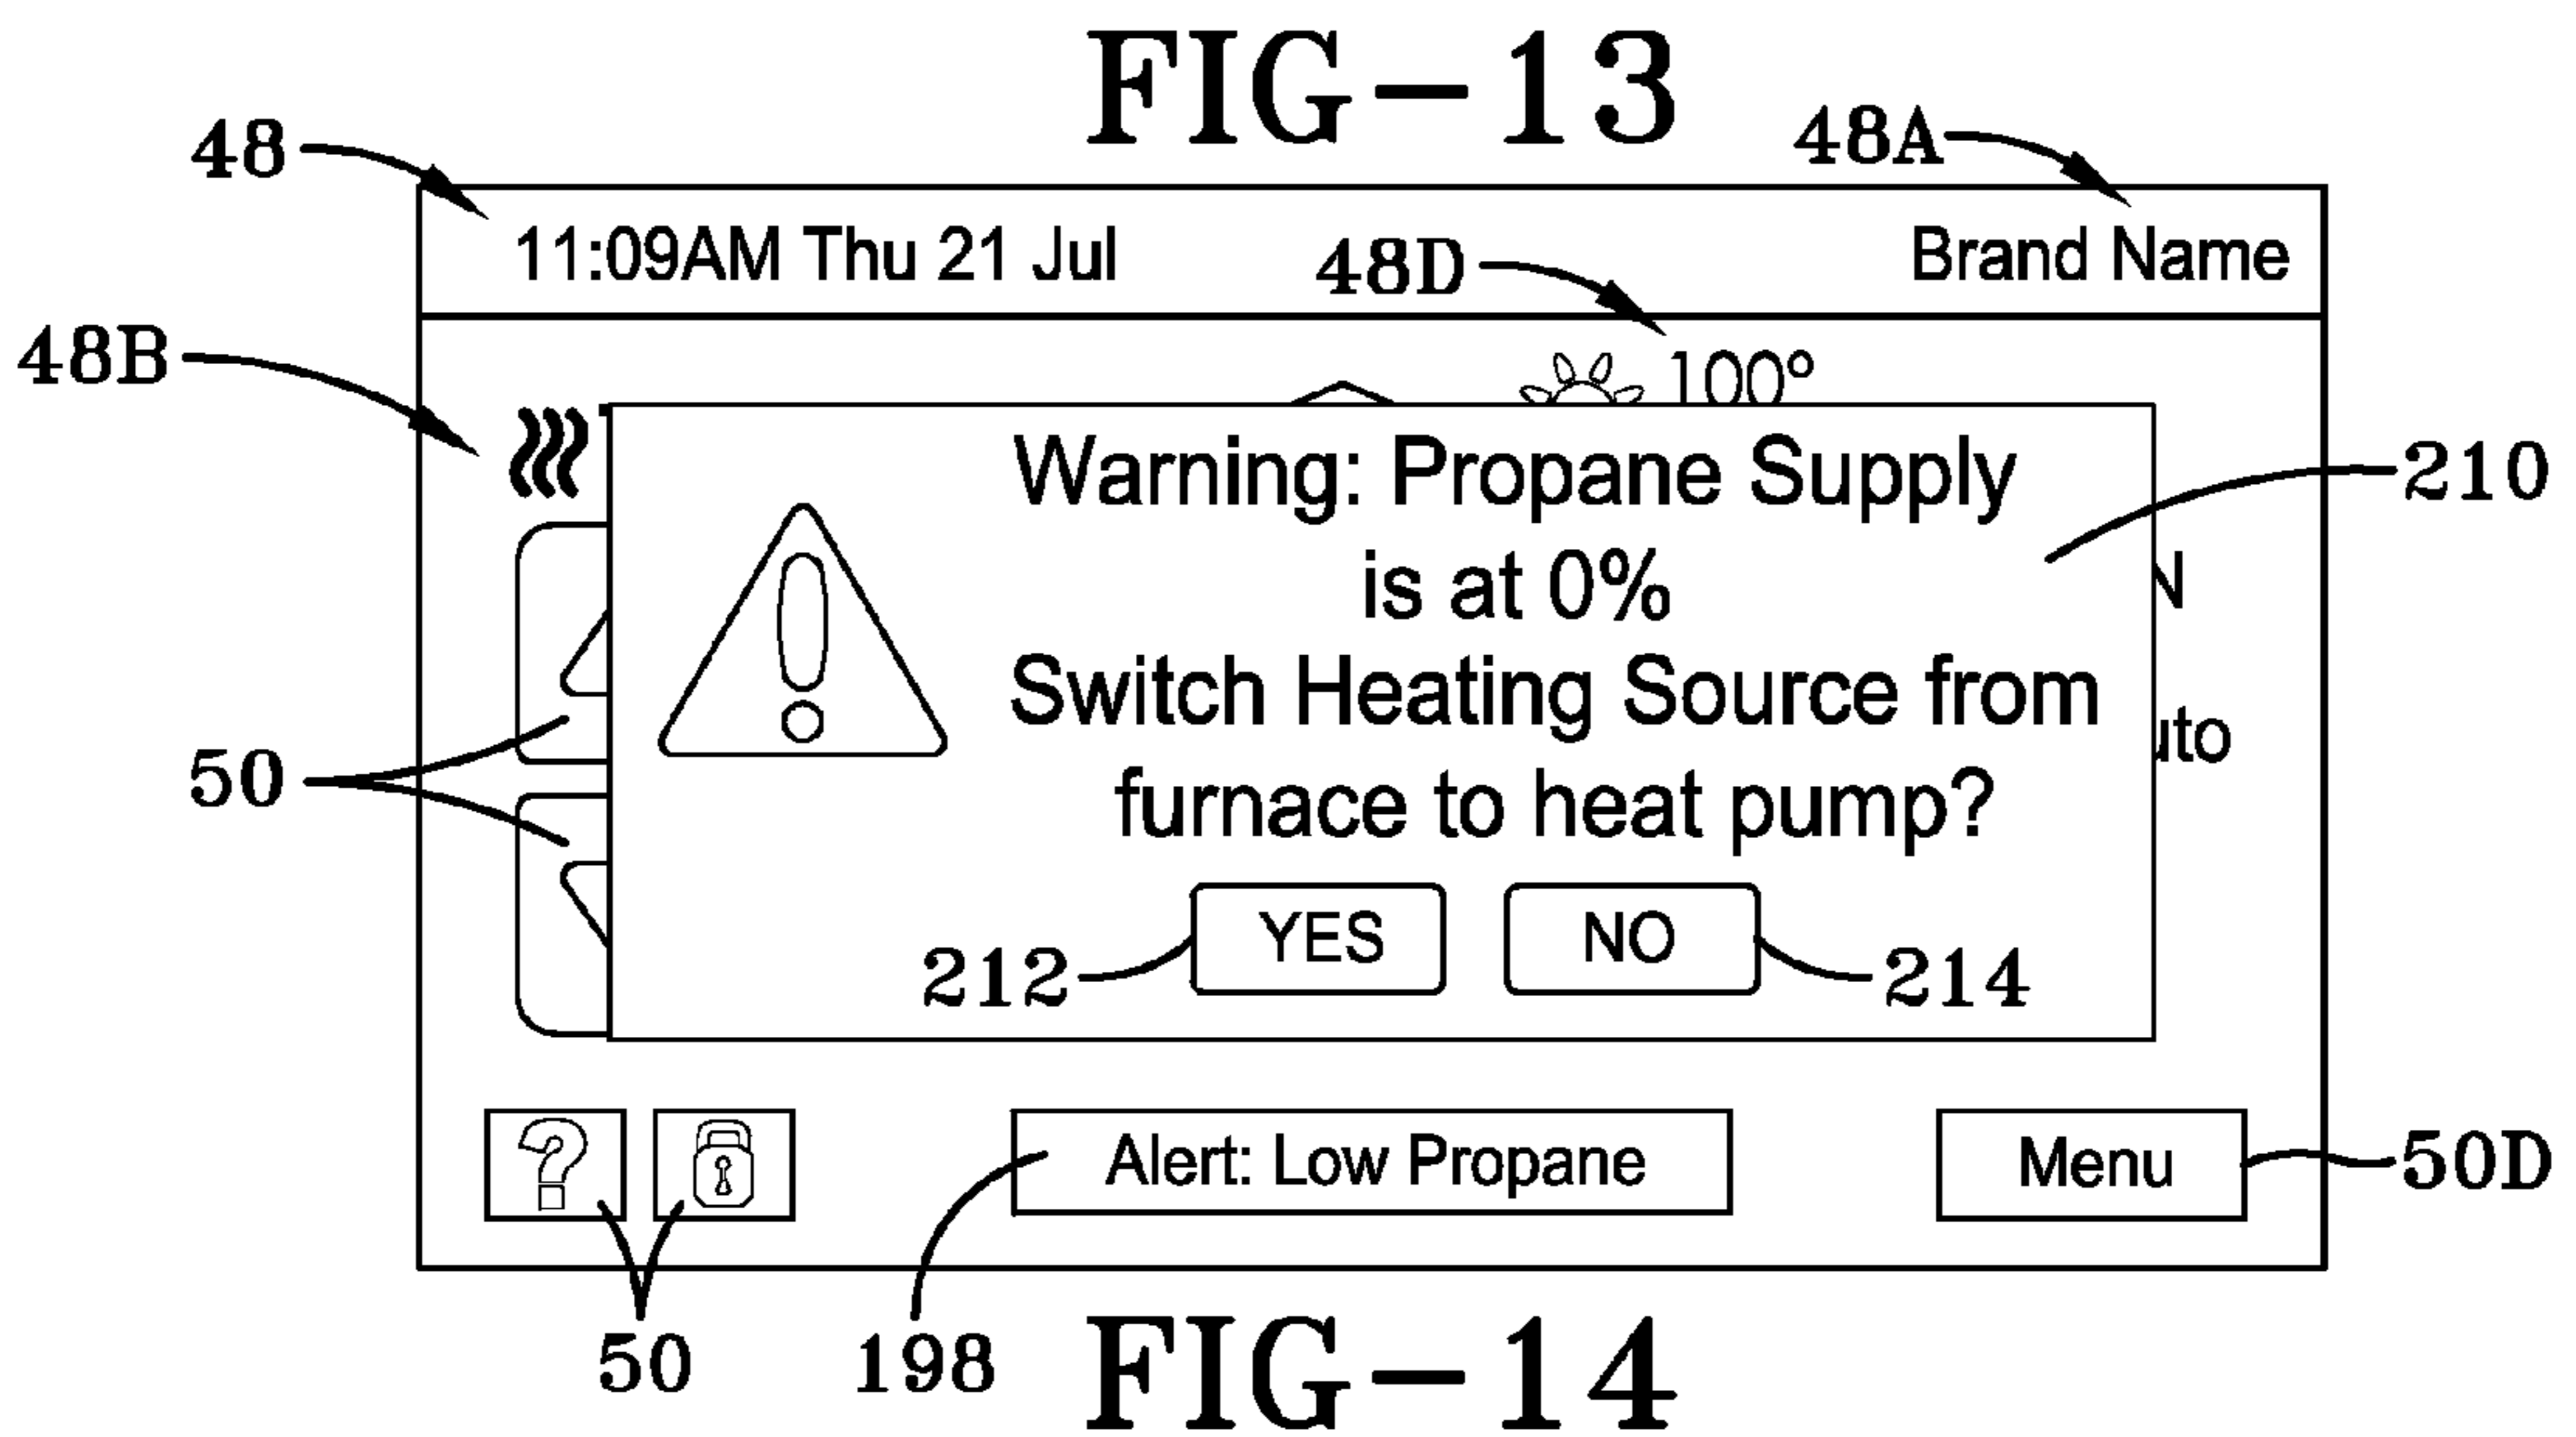 FIG-13
48
48A
11:09AM Thu 21 Jul
48D
Brand Name
48B
100°
Warning: Propane Supply
is at 0%
210
Switch Heating Source from
furnace to heat pump?
50
YES
NO
212
214
Alert: Low Propane
Menu
50D
50
198
FIG-14